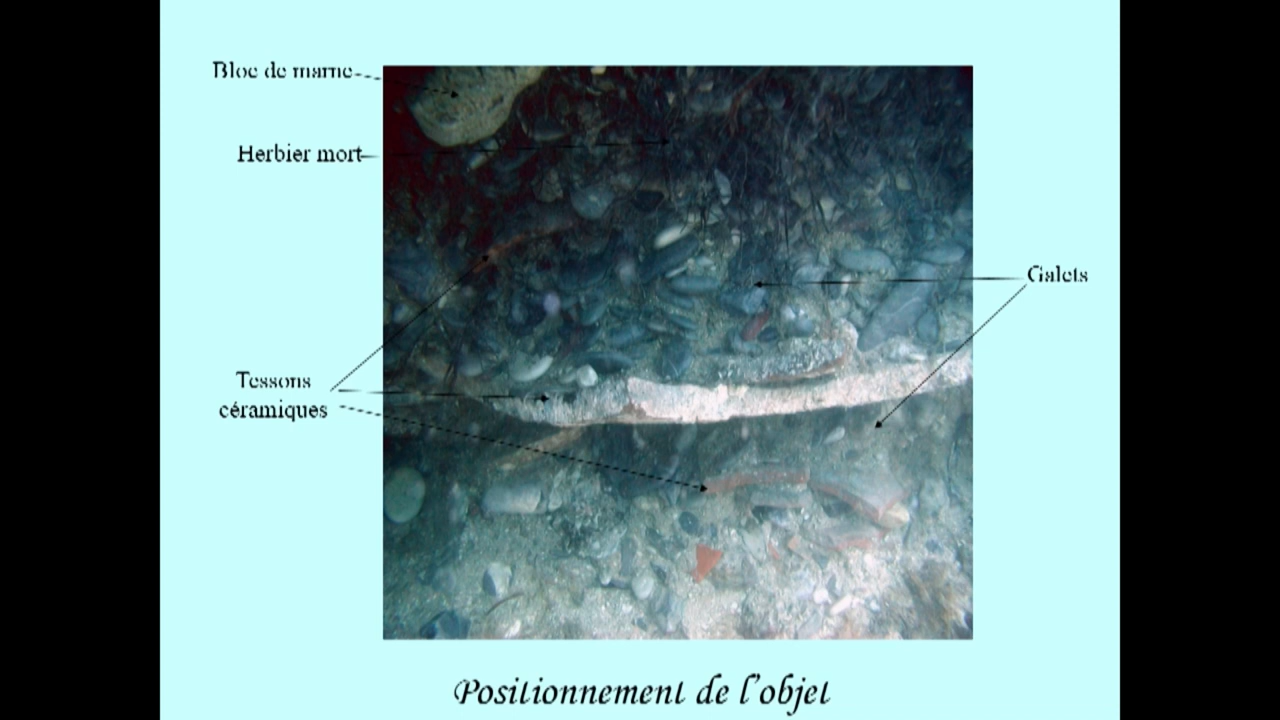 Bloc de marne
Herbier mort
Galets
Tessons
céramiques
Positionnement de l'objet